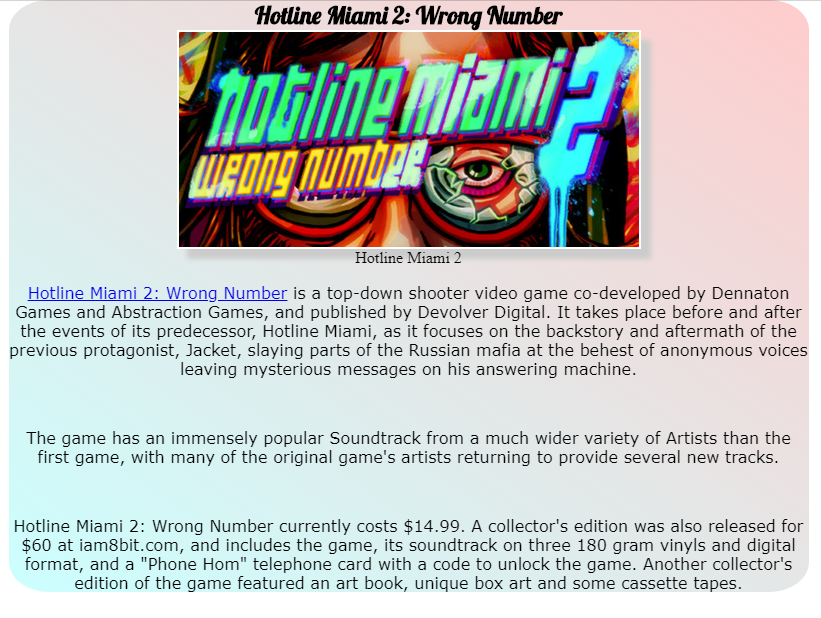 Hotline Miami 2: Wrong Number
hotline miami 2
wrong number
Hotline Miami 2
Hotline Miami 2: Wrong Number is a top-down shooter video game co-developed by Dennaton
Games and Abstraction Games, and published by Devolver Digital. It takes place before and after
the events of its predecessor, Hotline Miami, as it focuses on the backstory and aftermath of the
previous protagonist, Jacket, slaying parts of the Russian mafia at the behest of anonymous voices
leaving mysterious messages on his answering machine.
The game has an immensely popular Soundtrack from a much wider variety of Artists than the
first game, with many of the original game's artists returning to provide several new tracks.
Hotline Miami 2: Wrong Number currently costs $14.99. A collector's edition was also released for
$60 at iam8bit.com, and includes the game, its soundtrack on three 180 gram vinyls and digital
format, and a "Phone Hom" telephone card with a code to unlock the game. Another collector's
edition of the game featured an art book, unique box art and some cassette tapes.